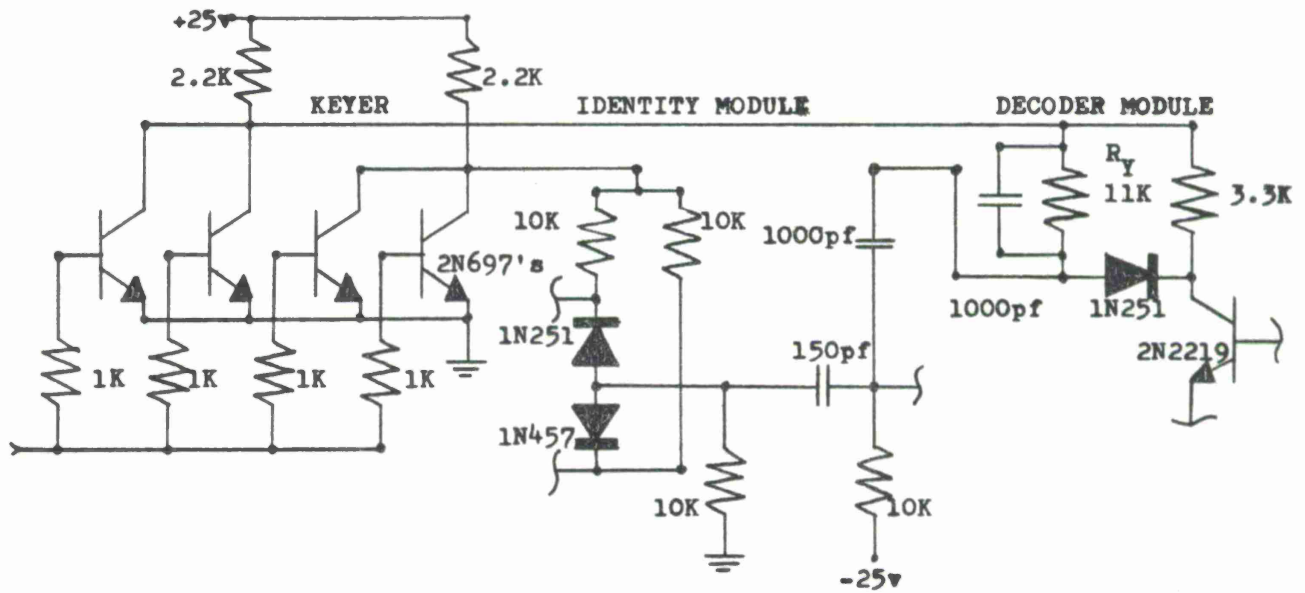 +25v
2.2K
2.2K
KEYER
IDENTITY MODULE
DECODER MODULE
R_Y
11K
3.3K
10K
10K
1000pf
2N697's
1N251
1000pf
1N251
150pf
2N2219
1K
1K
1K
1K
1N457
10K
10K
-25v